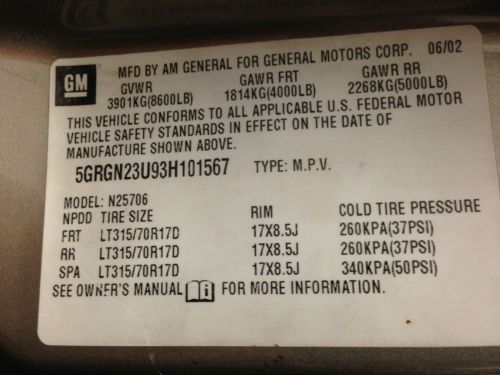 GM
MFD BY AM GENERAL FOR GENERAL MOTORS CORP. 06/02
GVWR GAWR FRT GAWR RR
3901KG(8600LB) 1814KG(4000LB) 2268KG(5000LB)
THIS VEHICLE CONFORMS TO ALL APPLICABLE U.S. FEDERAL MOTOR
VEHICLE SAFETY STANDARDS IN EFFECT ON THE DATE OF
MANUFACTURE SHOWN ABOVE.
5GRGN23U93H101567 TYPE: M.P.V.
MODEL: N25706
NPDD TIRE SIZE RIM COLD TIRE PRESSURE
FRT LT315/70R17D 17X8.5J 260KPA(37PSI)
RR LT315/70R17D 17X8.5J 260KPA(37PSI)
SPA LT315/70R17D 17X8.5J 340KPA(50PSI)
SEE OWNER'S MANUAL i FOR MORE INFORMATION.